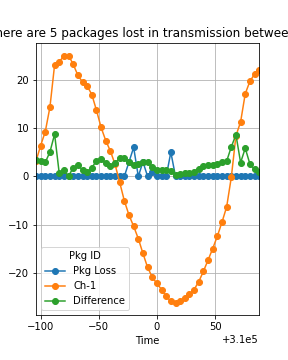 here are 5 packages lost in transmission betwee
20
10
0
−10
−20
Pkg ID
Pkg Loss
Ch-1
Difference
−100
−50
0
50
+3.1e5
Time